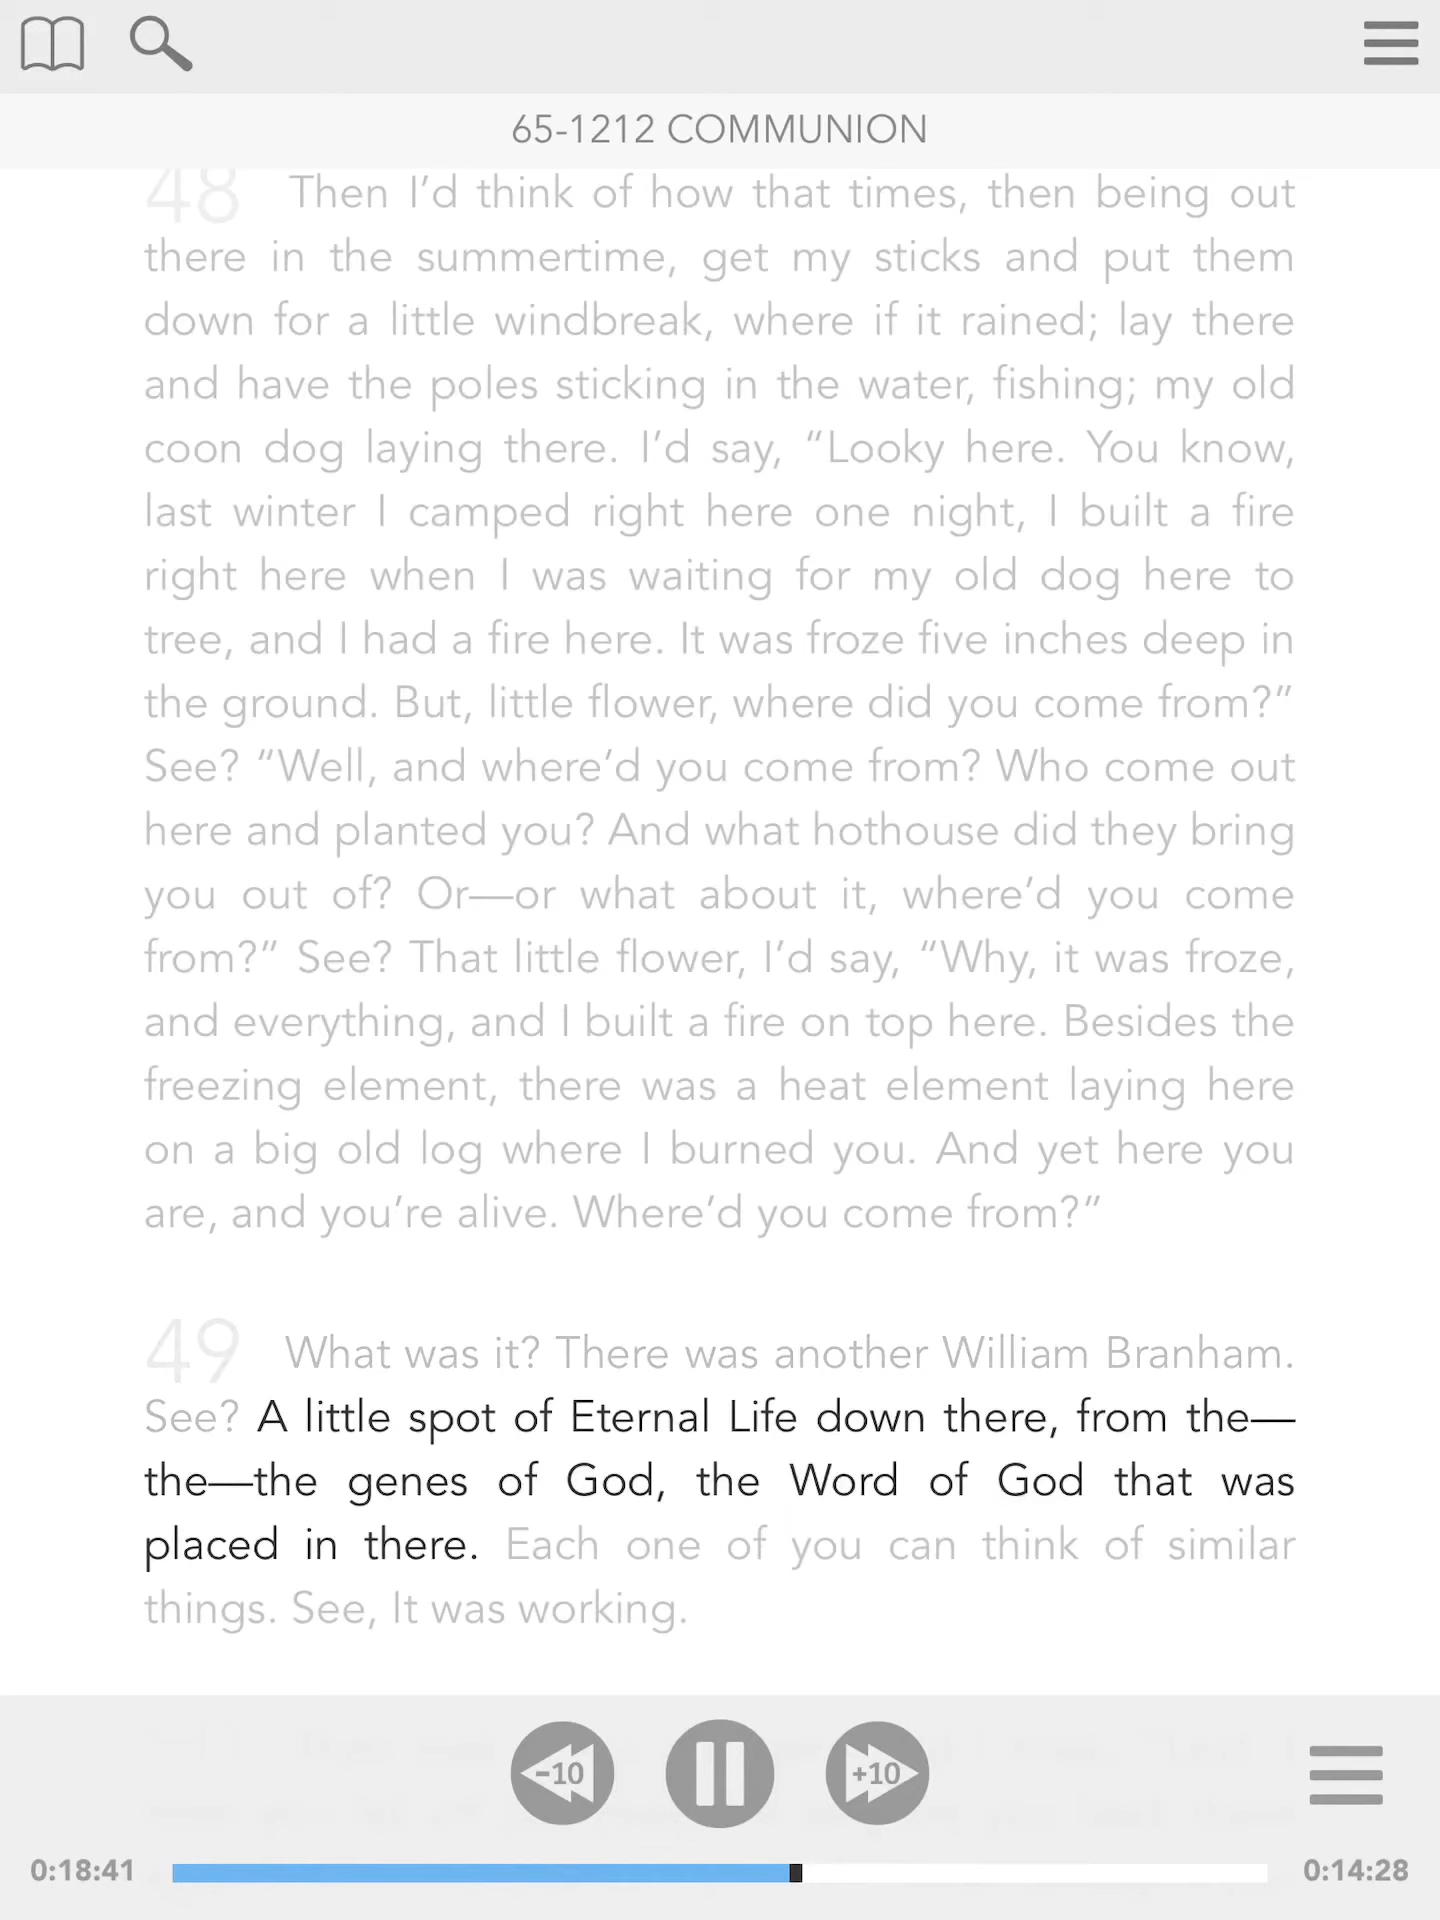 65-1212 COMMUNION
48 Then I’d think of how that times, then being out
there in the summertime, get my sticks and put them
down for a little windbreak, where if it rained; lay there
and have the poles sticking in the water, fishing; my old
coon dog laying there. I’d say, “Looky here. You know,
last winter I camped right here one night, I built a fire
right here when I was waiting for my old dog here to
tree, and I had a fire here. It was froze five inches deep in
the ground. But, little flower, where did you come from?”
See? “Well, and where’d you come from? Who come out
here and planted you? And what hothouse did they bring
you out of? Or—or what about it, where’d you come
from?” See? That little flower, I’d say, “Why, it was froze,
and everything, and I built a fire on top here. Besides the
freezing element, there was a heat element laying here
on a big old log where I burned you. And yet here you
are, and you’re alive. Where’d you come from?”
49 What was it? There was another William Branham.
See? A little spot of Eternal Life down there, from the—
the—the genes of God, the Word of God that was
placed in there. Each one of you can think of similar
things. See, It was working.
-10 +10
0:18:41 0:14:28